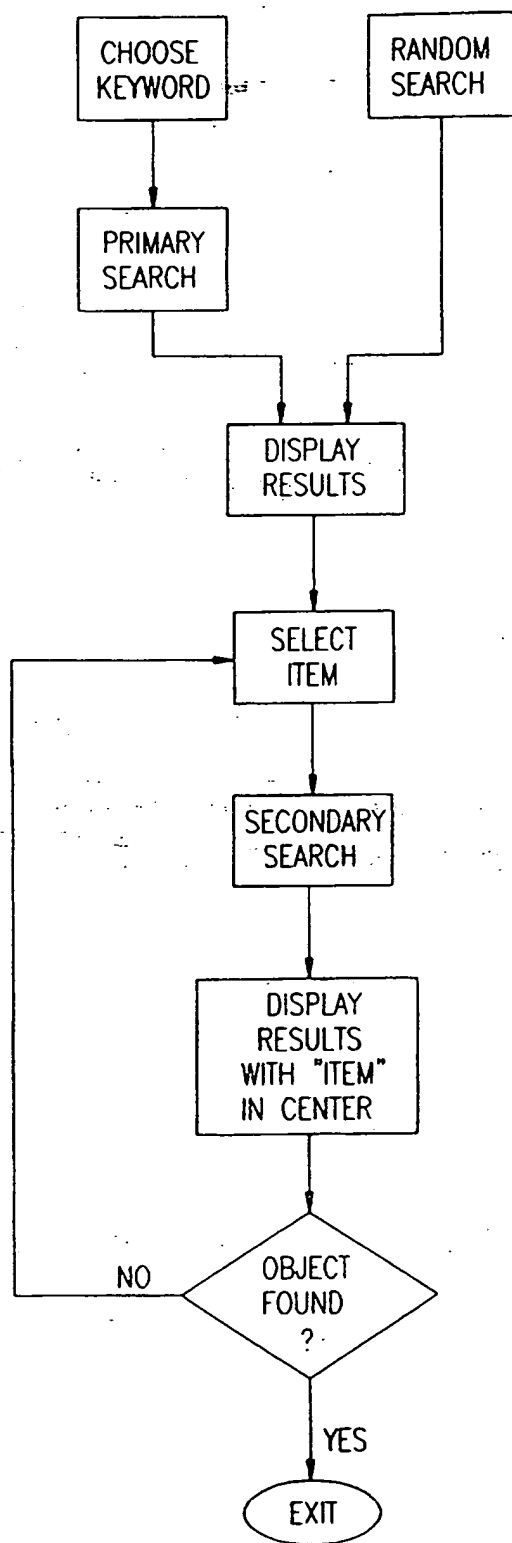 CHOOSE
KEYWORD
RANDOM
SEARCH
PRIMARY
SEARCH
DISPLAY
RESULTS
SELECT
ITEM
SECONDARY
SEARCH
DISPLAY
RESULTS
WITH "ITEM"
IN CENTER
OBJECT
FOUND
?
NO
YES
EXIT